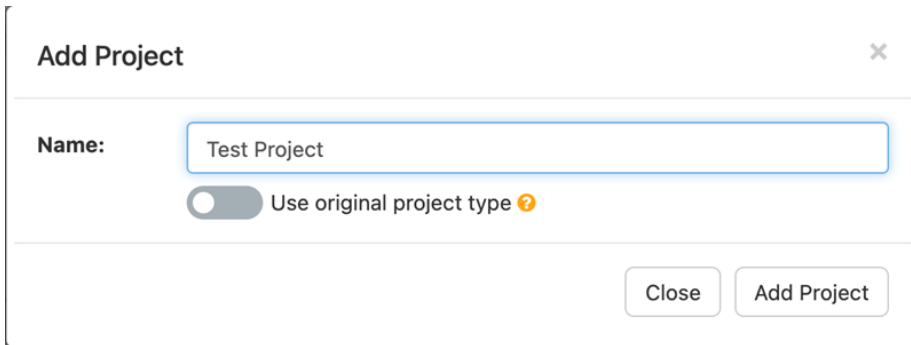 Add Project ×
Name: Test Project
Use original project type ?
Close Add Project